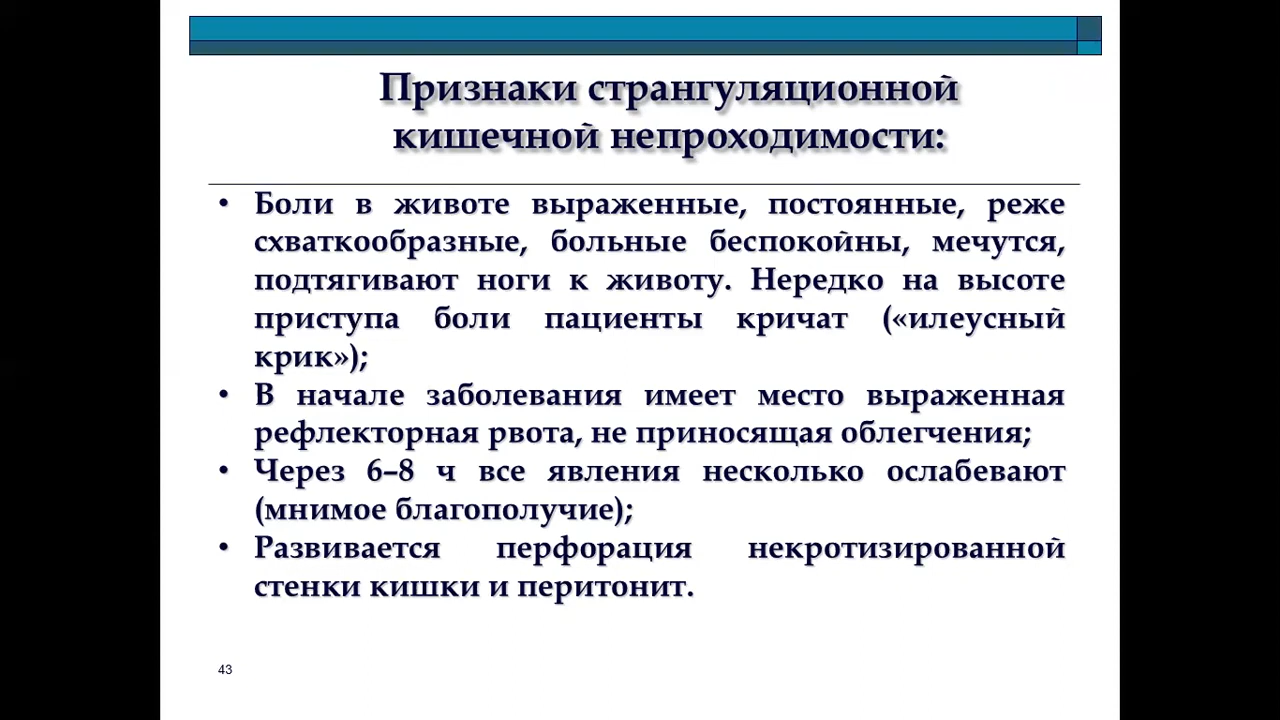 Признаки странгуляционной
кишечной непроходимости:
• Боли в животе выраженные, постоянные, реже
схваткообразные, больные беспокойны, мечутся,
подтягивают ноги к животу. Нередко на высоте
приступа боли пациенты кричат («илеусный
крик»);
• В начале заболевания имеет место выраженная
рефлекторная рвота, не приносящая облегчения;
• Через 6–8 ч все явления несколько ослабевают
(мнимое благополучие);
• Развивается перфорация некротизированной
стенки кишки и перитонит.
43